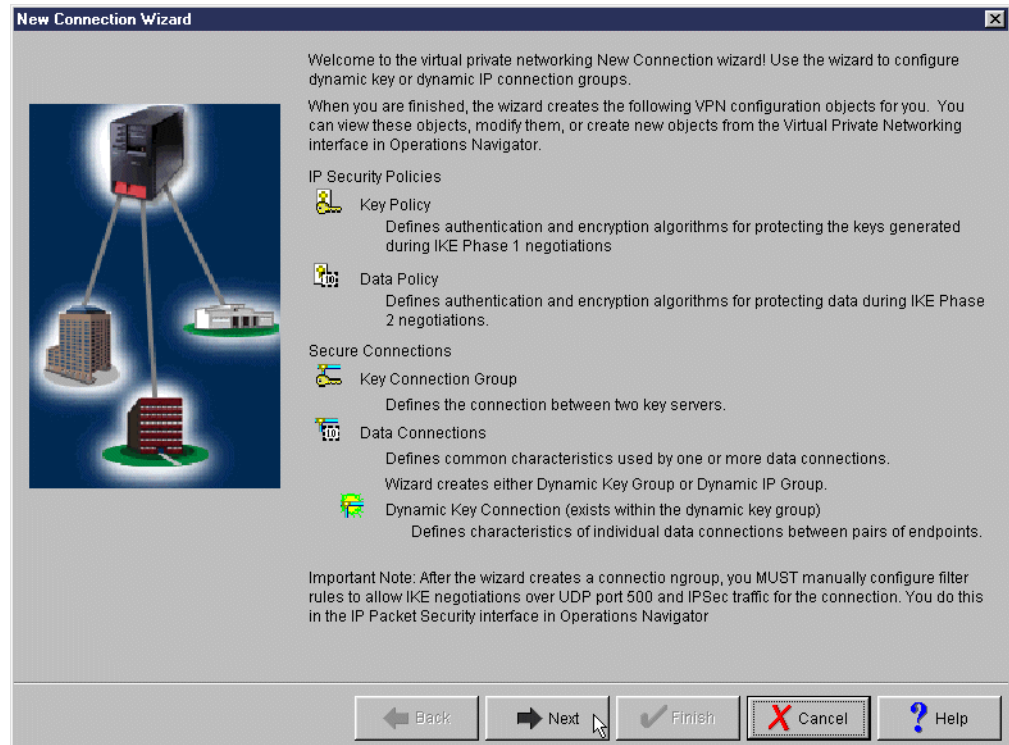 New Connection Wizard
Welcome to the virtual private networking New Connection wizard! Use the wizard to configure
dynamic key or dynamic IP connection groups.
When you are finished, the wizard creates the following VPN configuration objects for you. You
can view these objects, modify them, or create new objects from the Virtual Private Networking
interface in Operations Navigator.
IP Security Policies
Key Policy
Defines authentication and encryption algorithms for protecting the keys generated
during IKE Phase 1 negotiations
Data Policy
Defines authentication and encryption algorithms for protecting data during IKE Phase
2 negotiations.
Secure Connections
Key Connection Group
Defines the connection between two key servers.
Data Connections
Defines common characteristics used by one or more data connections.
Wizard creates either Dynamic Key Group or Dynamic IP Group.
Dynamic Key Connection (exists within the dynamic key group)
Defines characteristics of individual data connections between pairs of endpoints.
Important Note: After the wizard creates a connectio ngroup, you MUST manually configure filter
rules to allow IKE negotiations over UDP port 500 and IPSec traffic for the connection. You do this
in the IP Packet Security interface in Operations Navigator
Back Next Finish Cancel Help